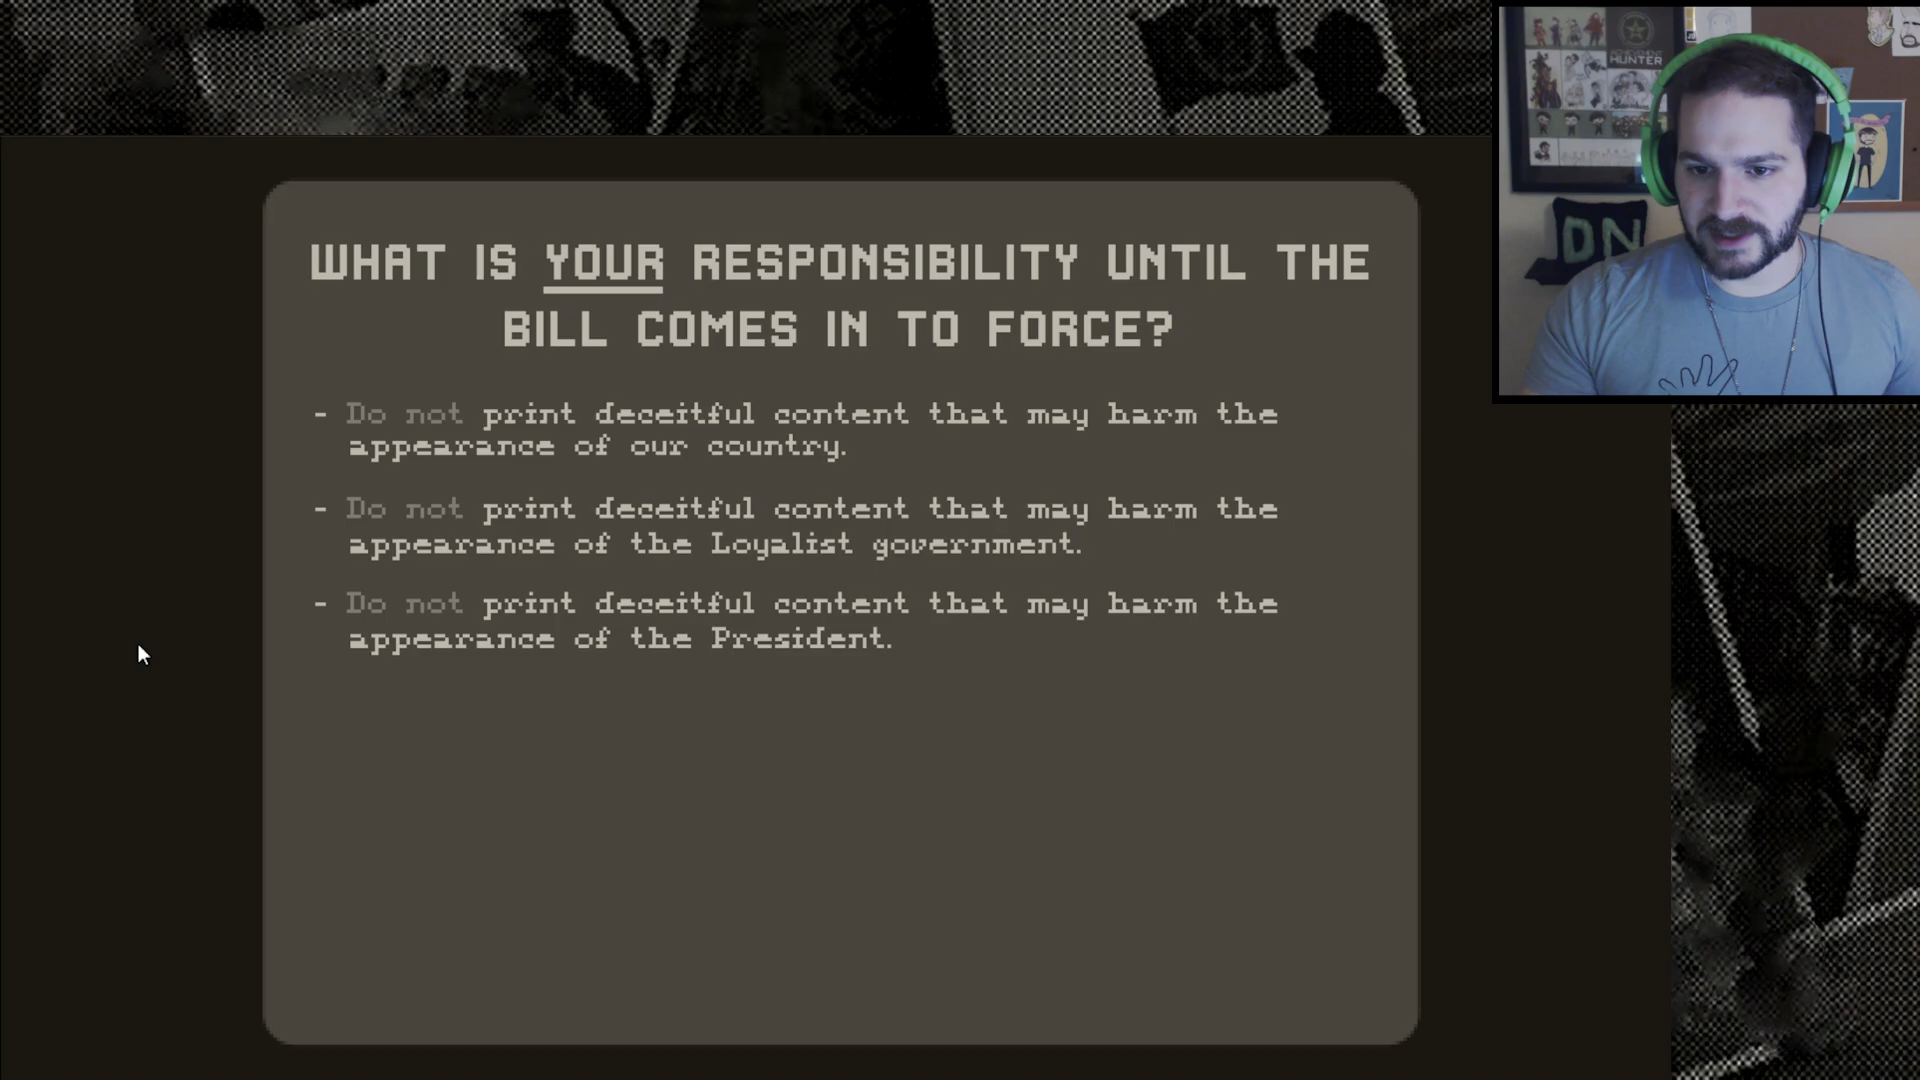 WHAT IS YOUR RESPONSIBILITY UNTIL THE
BILL COMES IN TO FORCE?
- Do not print deceitful content that may harm the
appearance of our country.
- Do not print deceitful content that may harm the
appearance of the Loyalist government.
- Do not print deceitful content that may harm the
appearance of the President.
HUNTER
DN